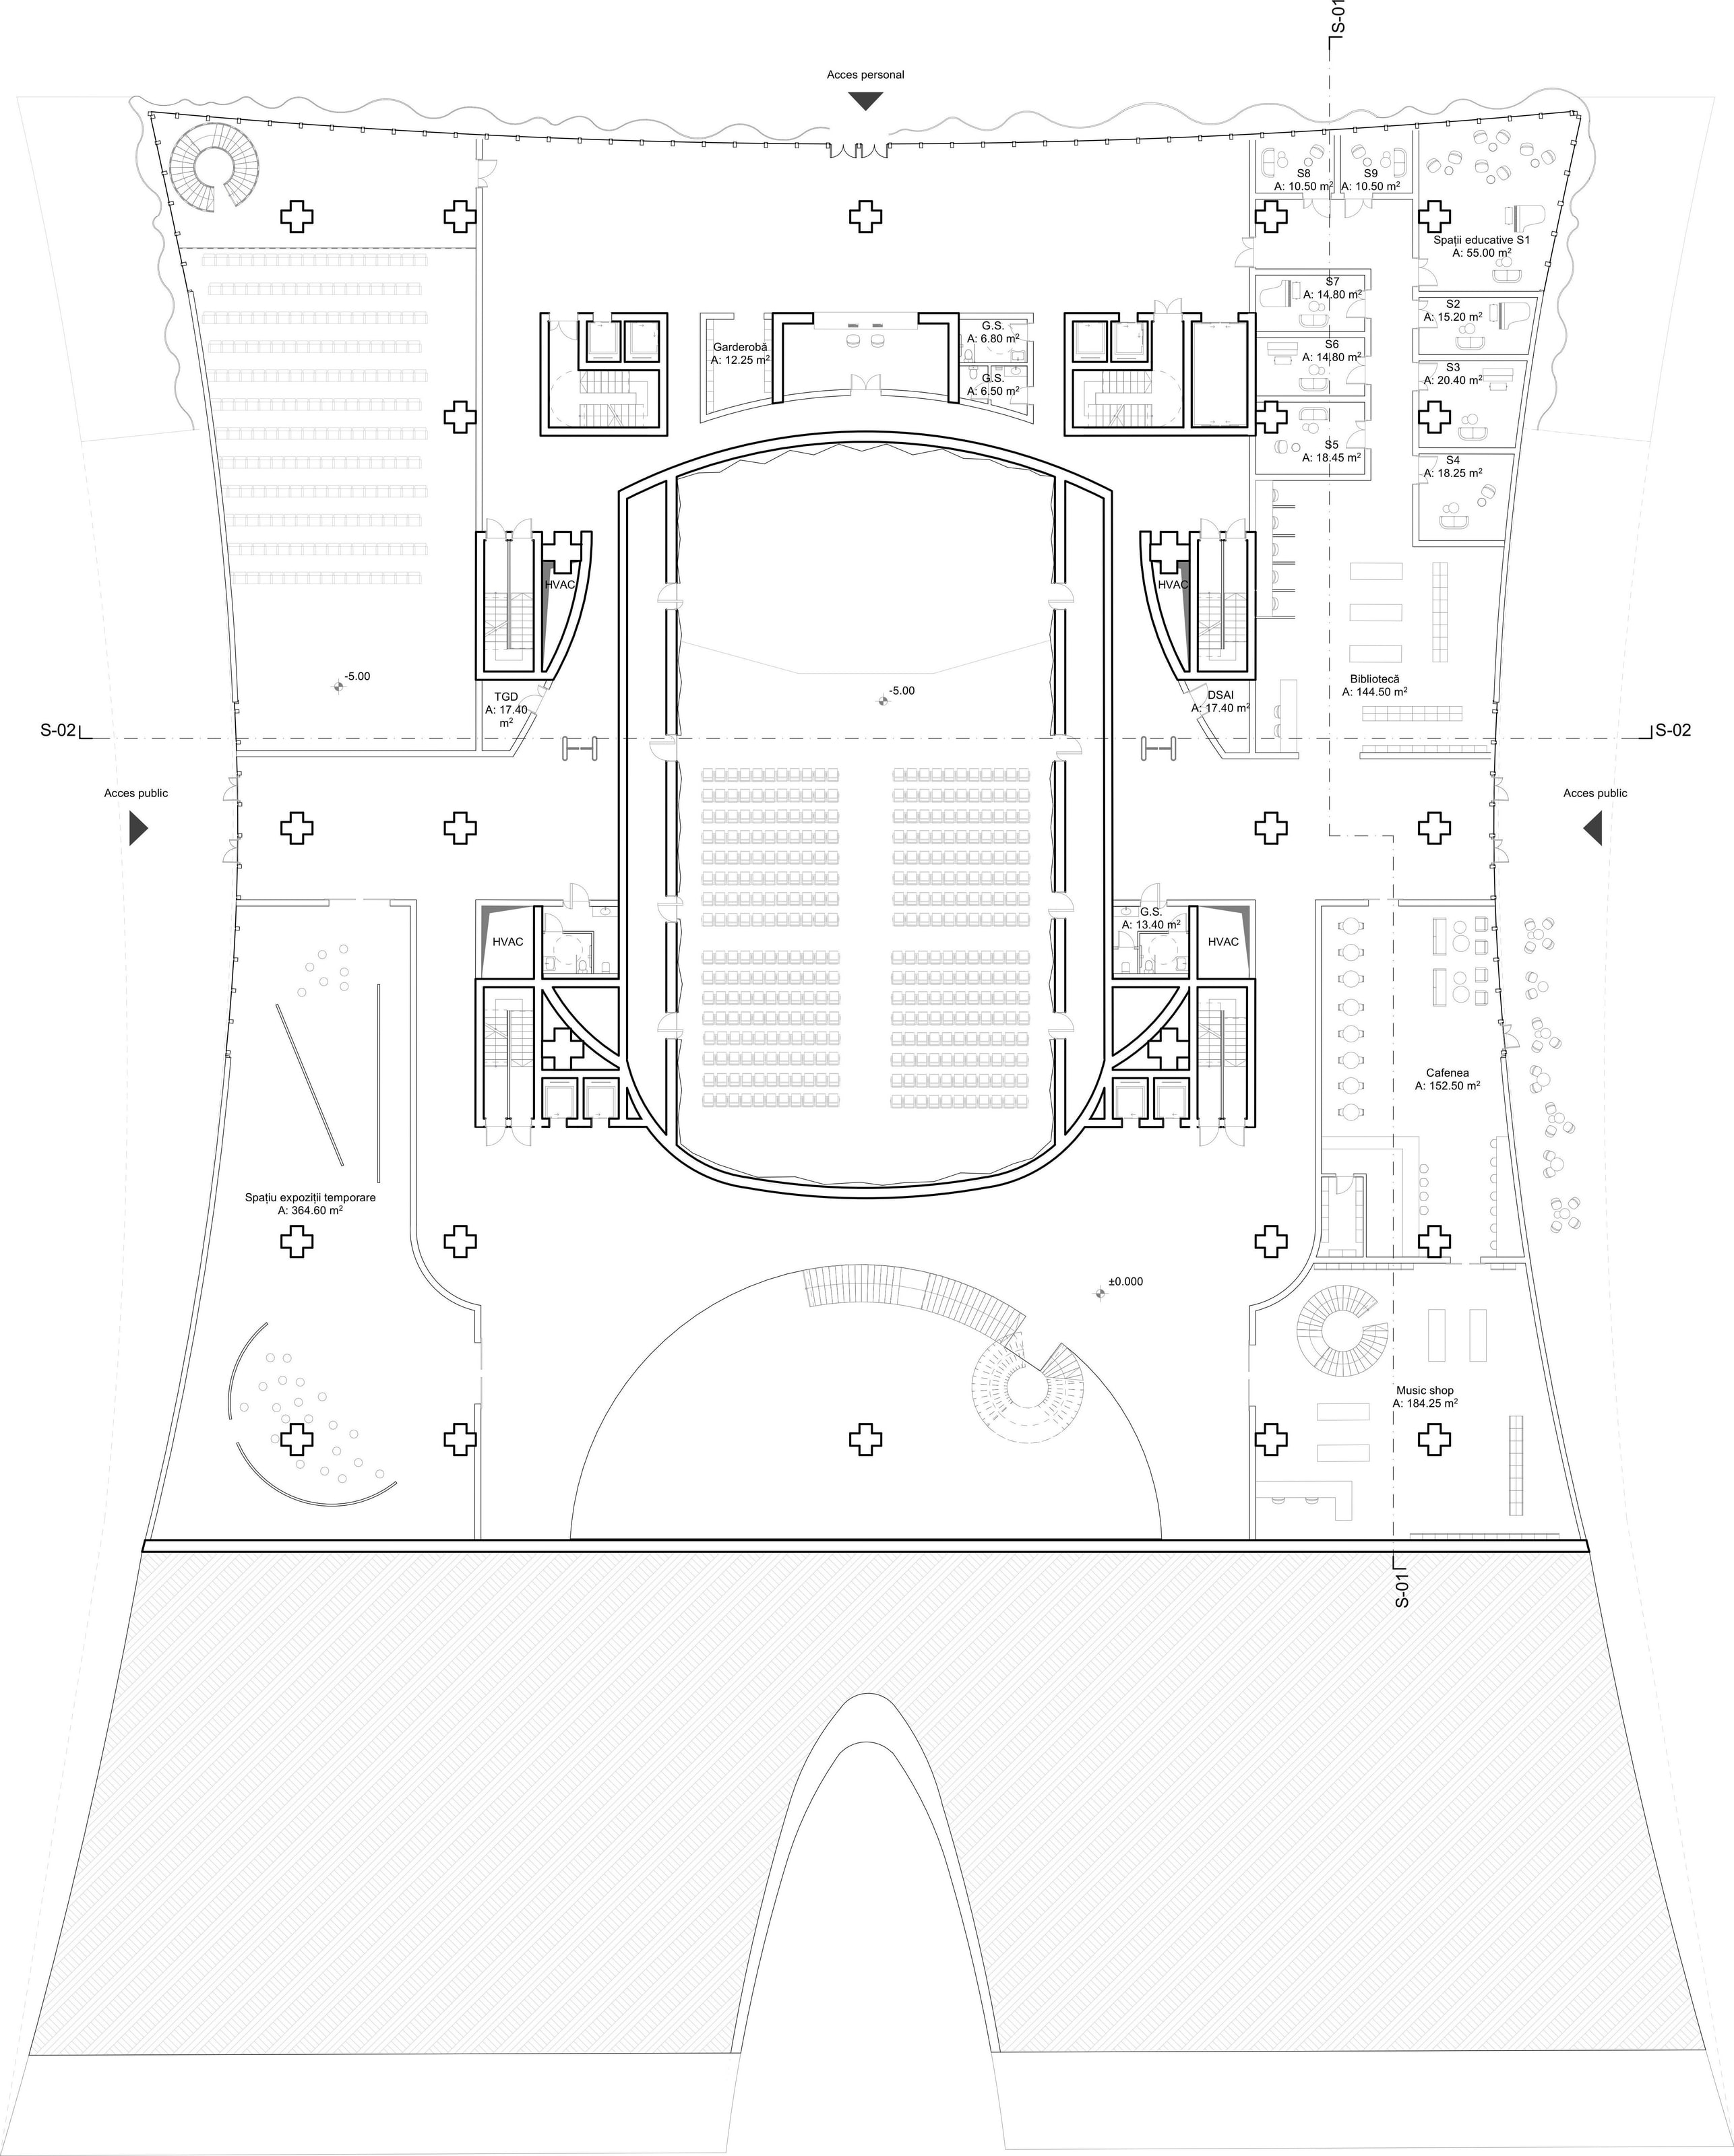 S-01
Acces personal
S8
A: 10.50 m²
S9
A: 10.50 m²
Spații educative S1
A: 55.00 m²
S7
A: 14.80 m²
S2
A: 15.20 m²
G.S.
A: 6.80 m²
Garderobă
A: 12.25 m²
S6
A: 14.80 m²
S3
A: 20.40 m²
G.S.
A: 6.50 m²
S5
A: 18.45 m²
S4
A: 18.25 m²
HVAC
HVAC
-5.00
-5.00
TGD
A: 17.40
m²
DSAI
A: 17.40 m²
Bibliotecă
A: 144.50 m²
S-02
S-02
Acces public
Acces public
HVAC
G.S.
A: 13.40 m²
HVAC
Cafenea
A: 152.50 m²
Spațiu expoziții temporare
A: 364.60 m²
±0.000
Music shop
A: 184.25 m²
S-01